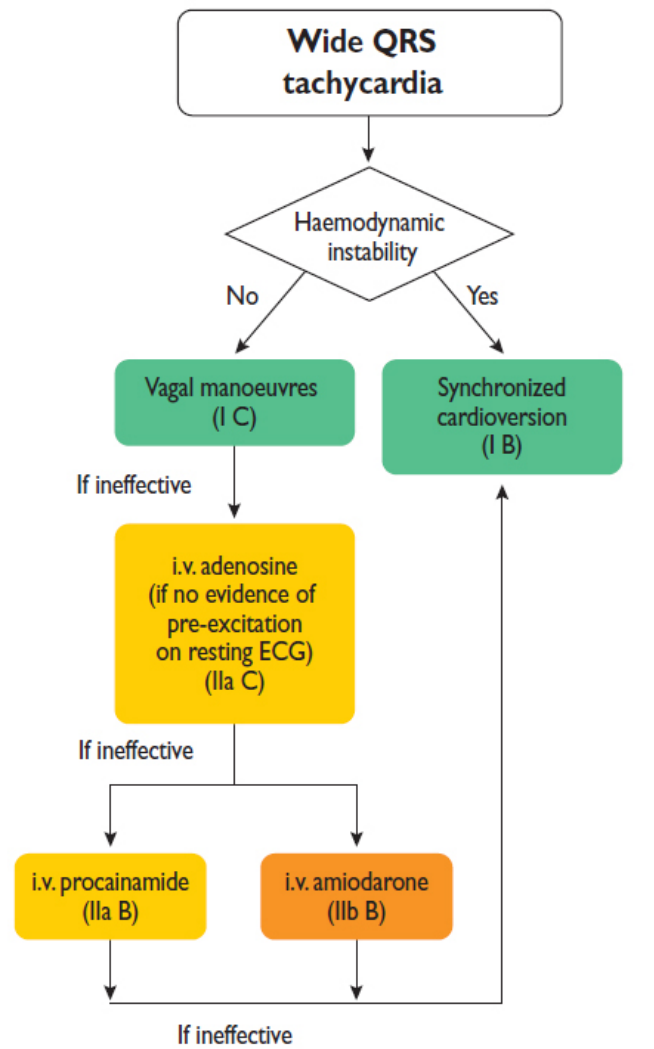 Wide QRS
tachycardia
Haemodynamic
instability
No
Yes
Vagal manoeuvres
(I C)
Synchronized
cardioversion
(I B)
If ineffective
i.v. adenosine
(if no evidence of
pre-excitation
on resting ECG)
(IIa C)
If ineffective
i.v. procainamide
(IIa B)
i.v. amiodarone
(IIb B)
If ineffective